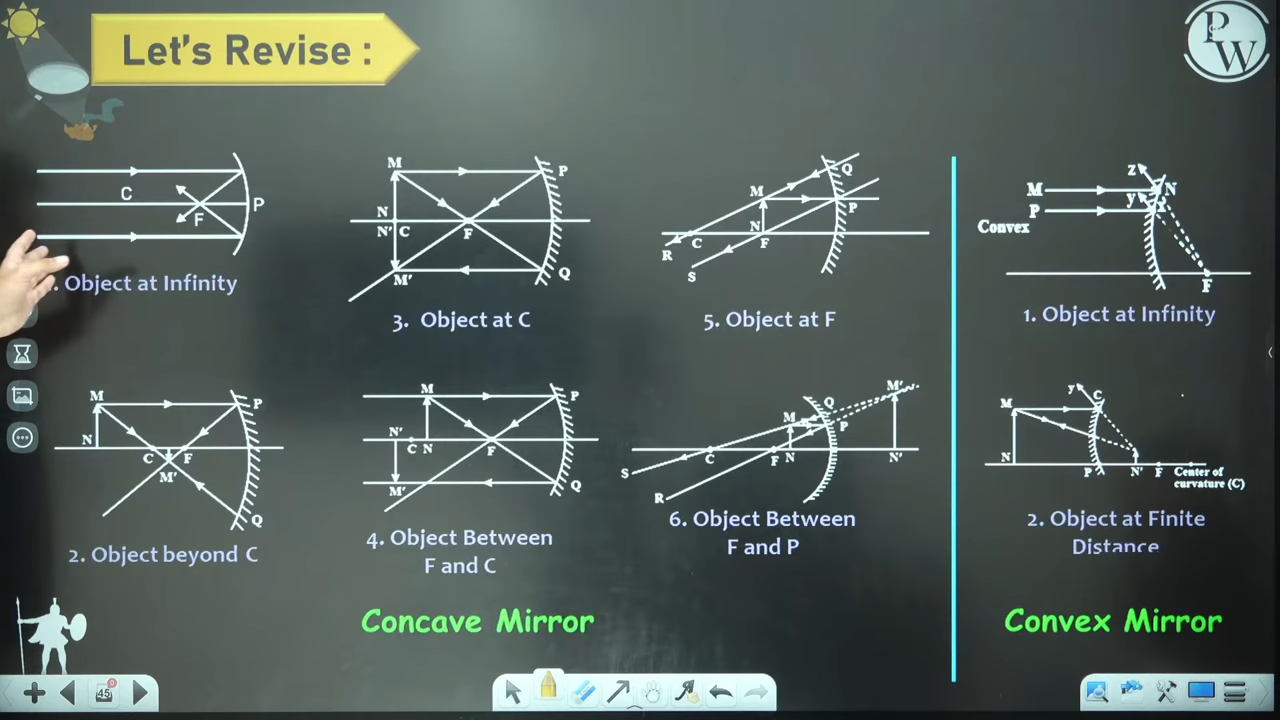 Let's Revise :
PW
C
F
P
. Object at Infinity
M
P
N
N'
C
F
M'
Q
3. Object at C
Q
M
P
N
C
F
R
S
5. Object at F
Z
M
N
y
P
Convex
F
1. Object at Infinity
M
P
N
C
F
M'
Q
2. Object beyond C
M
P
N'
C
N
F
M'
Q
4. Object Between
F and C
M'
Q
M
P
C
F
N
N'
S
R
6. Object Between
F and P
y
C
M
N
P
N'
F
Center of
curvature (C)
2. Object at Finite
Distance
Concave Mirror
Convex Mirror
45